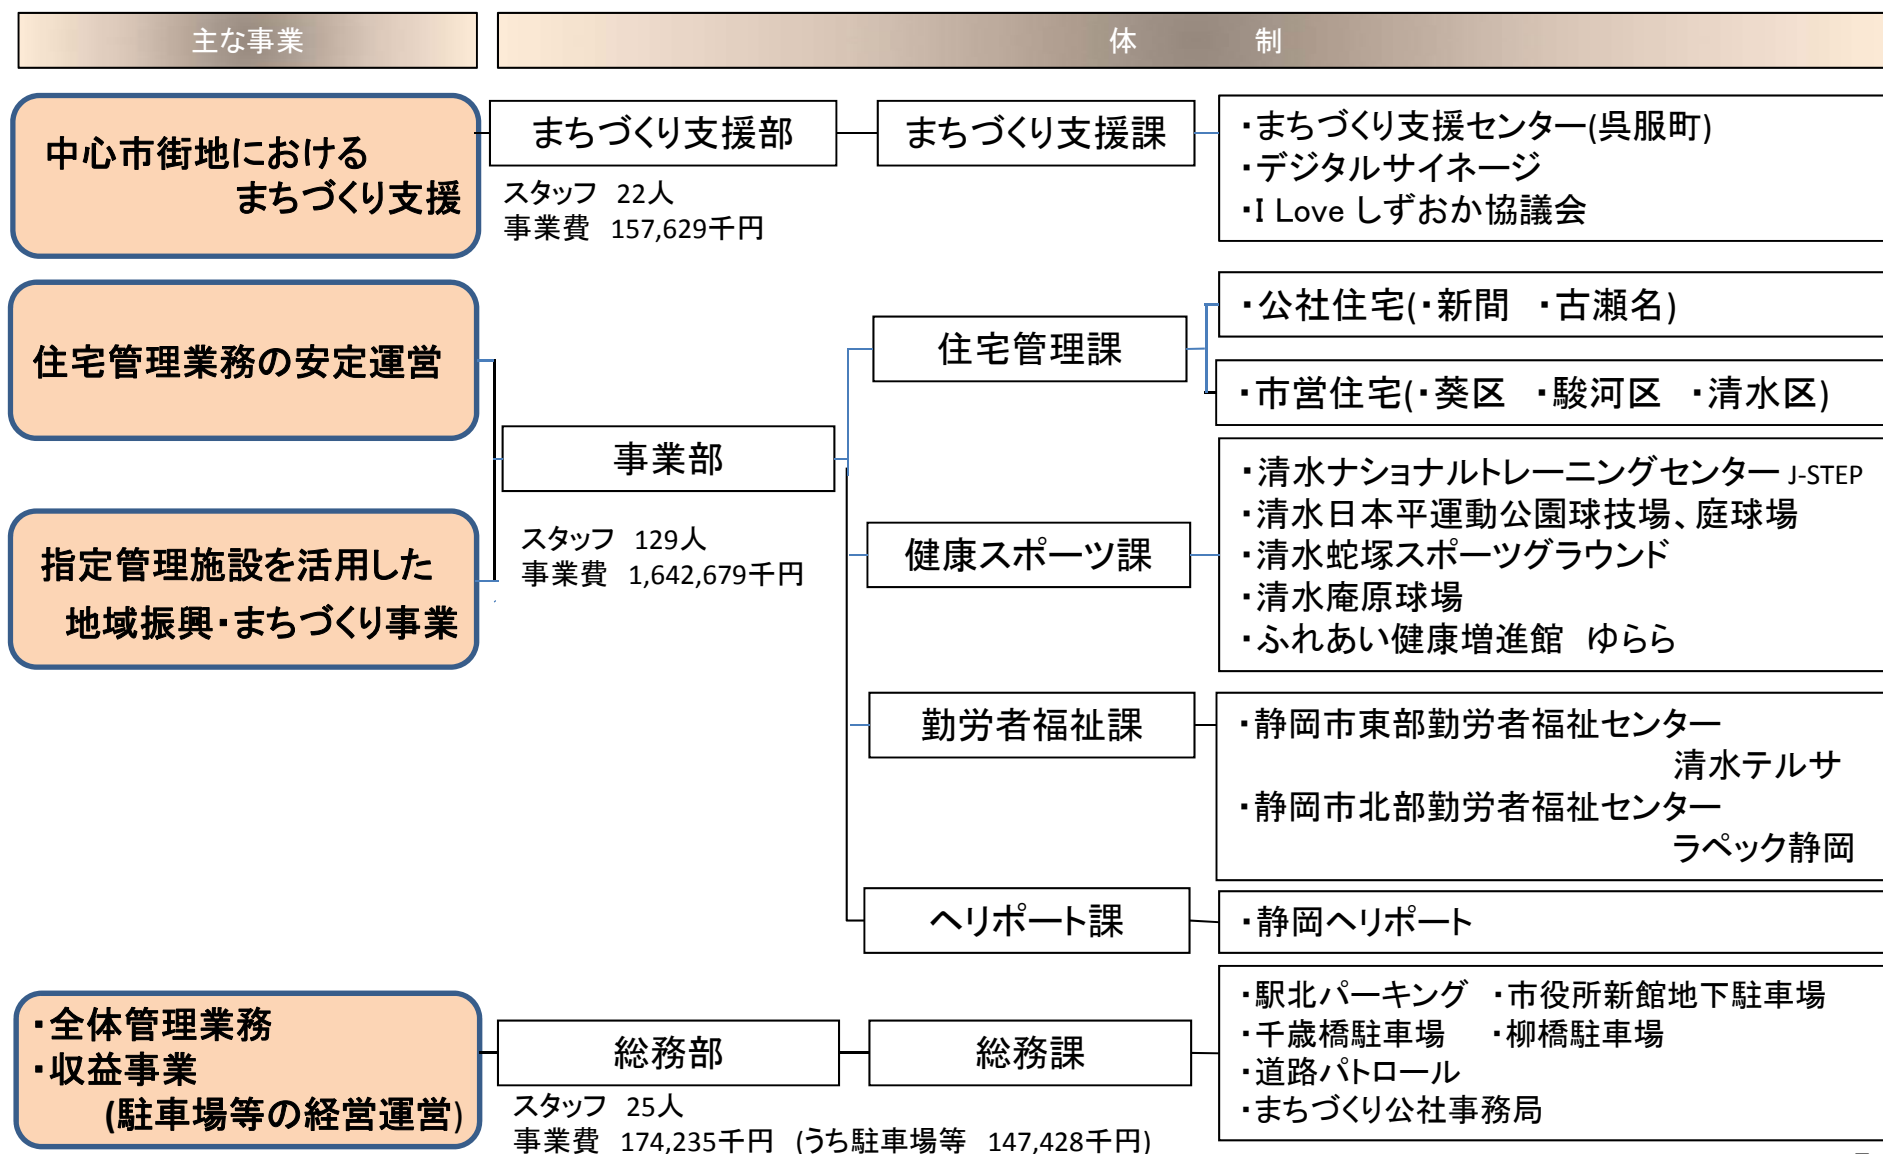 主な事業
体 制
中心市街地における
まちづくり支援
まちづくり支援部
スタッフ 22人
事業費 157,629千円
まちづくり支援課
・まちづくり支援センター(呉服町)
・デジタルサイネージ
・I Love しずおか協議会
住宅管理業務の安定運営
指定管理施設を活用した
地域振興・まちづくり事業
事業部
スタッフ 129人
事業費 1,642,679千円
住宅管理課
・公社住宅(・新間 ・古瀬名)
・市営住宅(・葵区 ・駿河区 ・清水区)
健康スポーツ課
・清水ナショナルトレーニングセンター J-STEP
・清水日本平運動公園球技場、庭球場
・清水蛇塚スポーツグラウンド
・清水庵原球場
・ふれあい健康増進館 ゆらら
勤労者福祉課
・静岡市東部勤労者福祉センター
清水テルサ
・静岡市北部勤労者福祉センター
ラペック静岡
ヘリポート課
・静岡ヘリポート
・全体管理業務
・収益事業
(駐車場等の経営運営)
総務部
スタッフ 25人
事業費 174,235千円 (うち駐車場等 147,428千円)
総務課
・駅北パーキング ・市役所新館地下駐車場
・千歳橋駐車場 ・柳橋駐車場
・道路パトロール
・まちづくり公社事務局